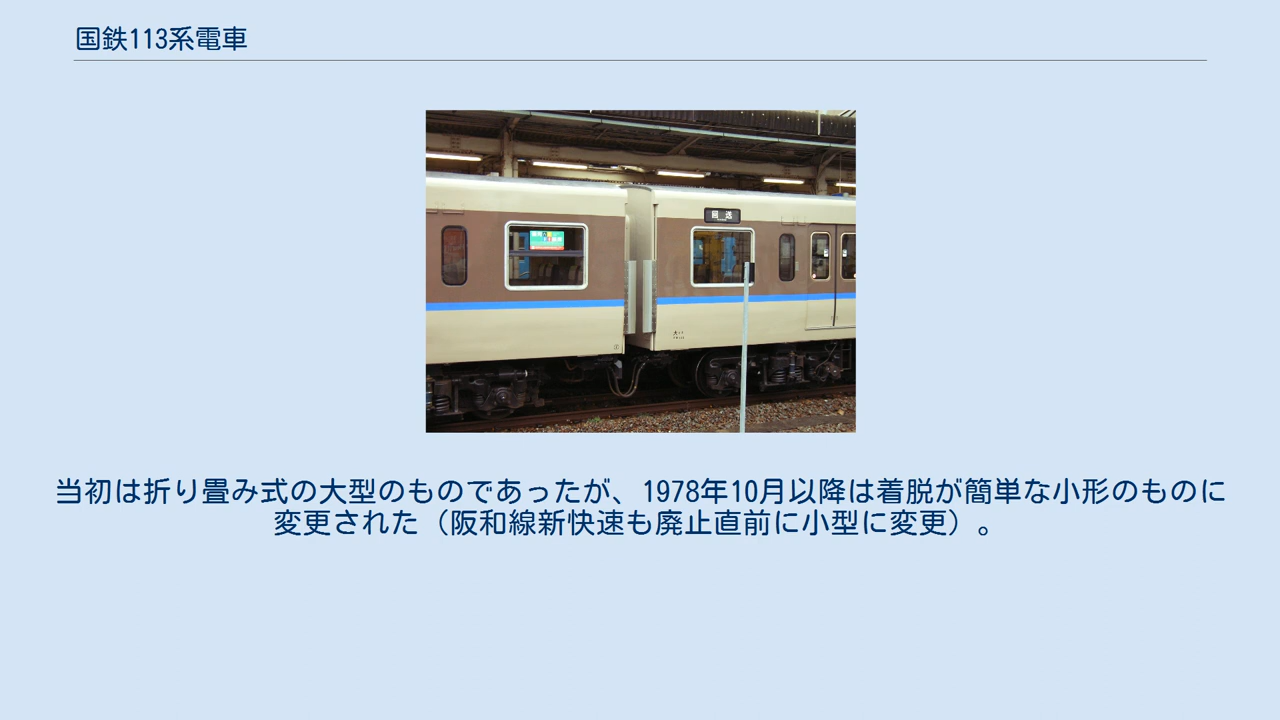 国鉄113系電車
回送
当初は折り畳み式の大型のものであったが、1978年10月以降は着脱が簡単な小形のものに
変更された（阪和線新快速も廃止直前に小型に変更）。